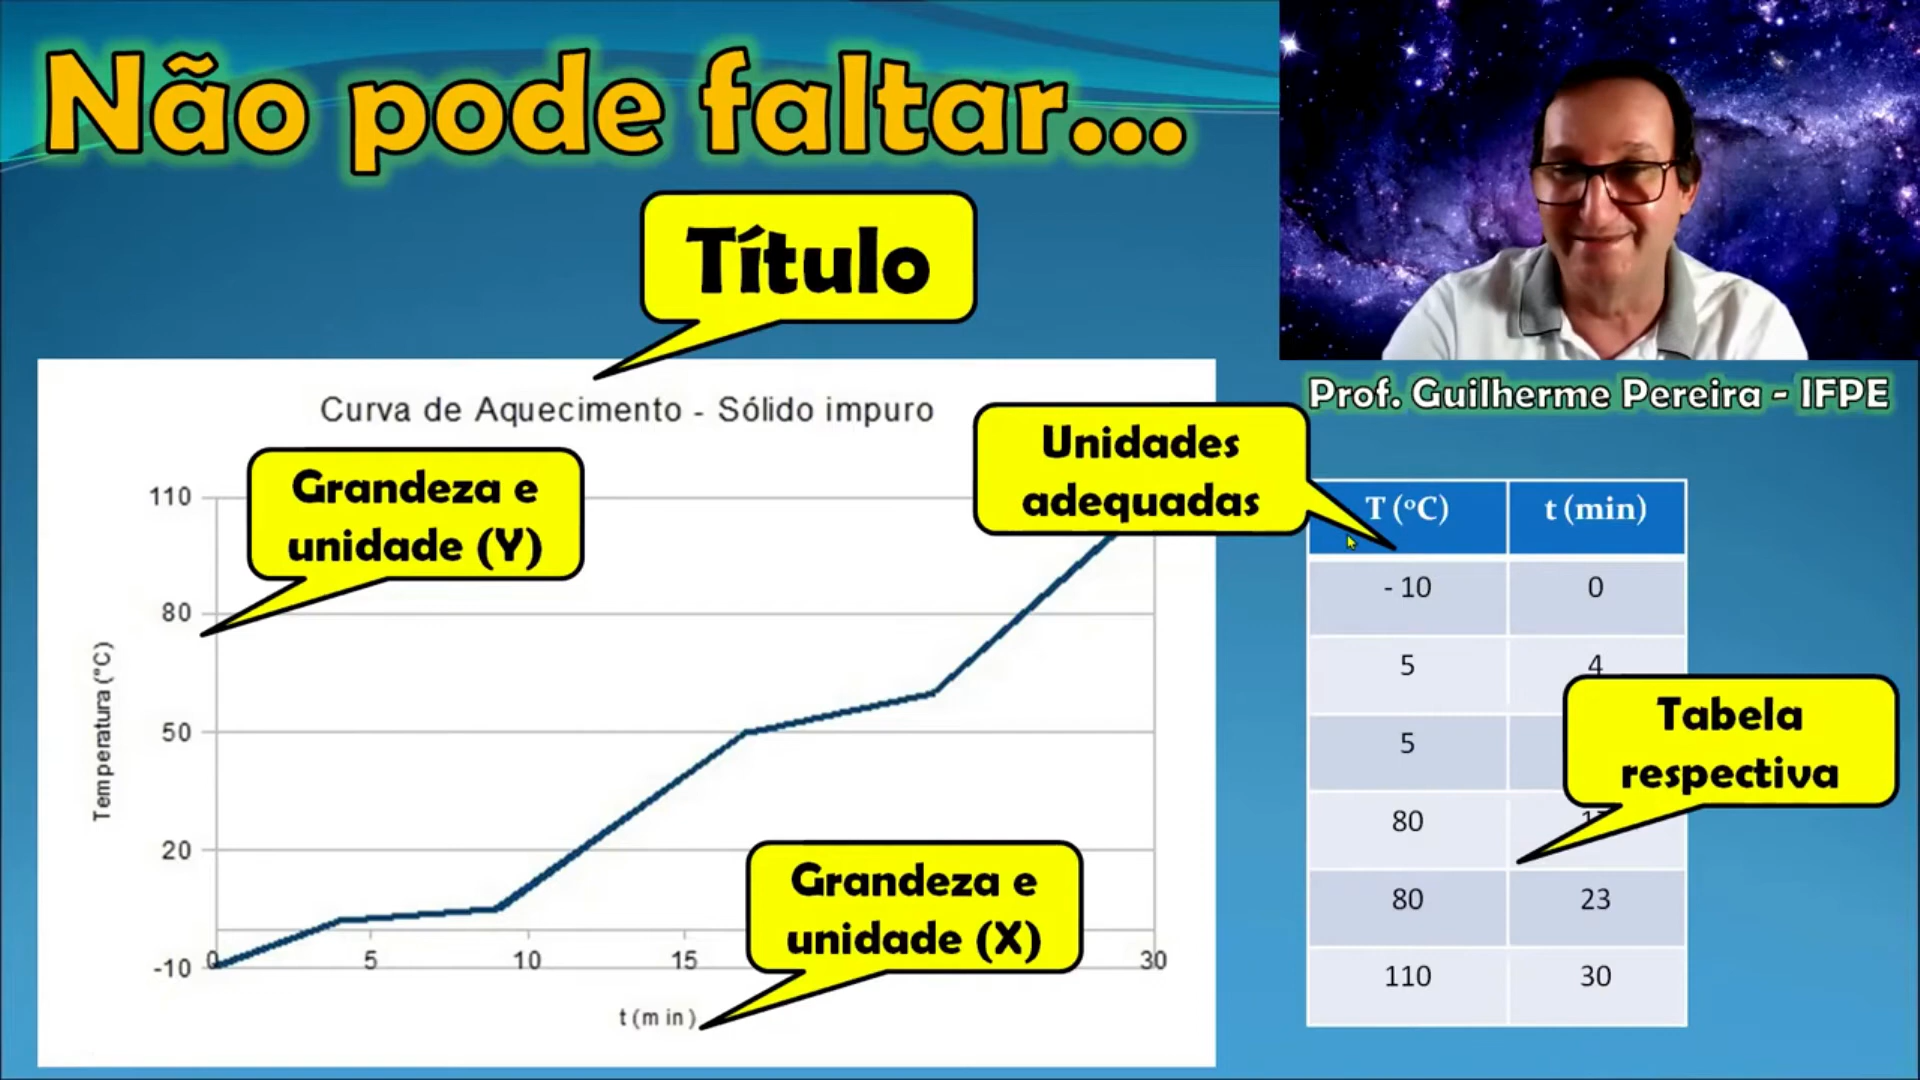 Não pode faltar...
Título
Prof. Guilherme Pereira - IFPE
Curva de Aquecimento - Sólido impuro
Grandeza e
unidade (Y)
Unidades
adequadas
110
80
50
20
-10
Temperatura (°C)
0
5
10
15
30
t (min)
Grandeza e
unidade (X)
T (°C) t (min)
- 10 0
5 4
5
80
80 23
110 30
Tabela
respectiva